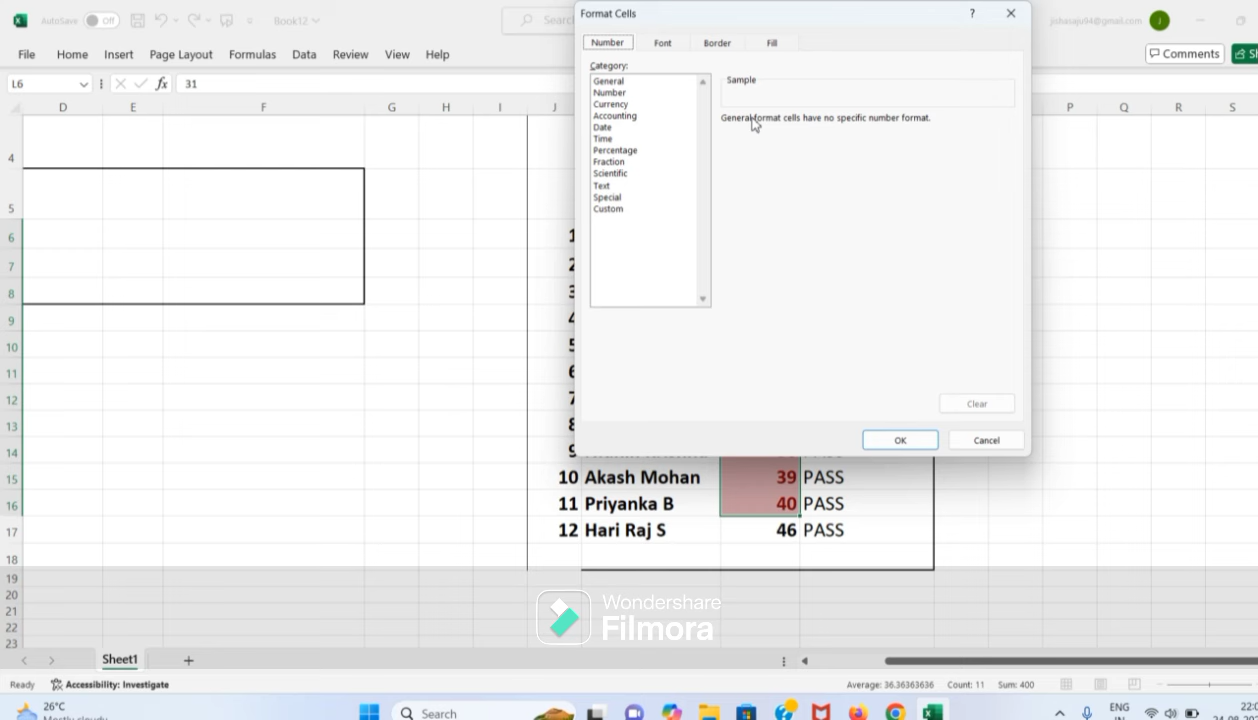 AutoSave Off Book12 Search jishasaju94@gmail.com J
File Home Insert Page Layout Formulas Data Review View Help Comments
L6 fx 31
D E F G H I J P Q R S
Format Cells ?
Number Font Border Fill
Category:
General
Number
Currency
Accounting
Date
Time
Percentage
Fraction
Scientific
Text
Special
Custom
Sample
General format cells have no specific number format.
Clear
OK Cancel
4
5
6 1
7 2
8 3
9 4
10 5
11 6
12 7
13 8
14 9
15 10 Akash Mohan 39 PASS
16 11 Priyanka B 40 PASS
17 12 Hari Raj S 46 PASS
18
19
20
21
22
23
Wondershare
Filmora
Sheet1
Ready Accessibility: Investigate Average: 36.36363636 Count: 11 Sum: 400
26°C
Mostly cloudy
Search
ENG
IN